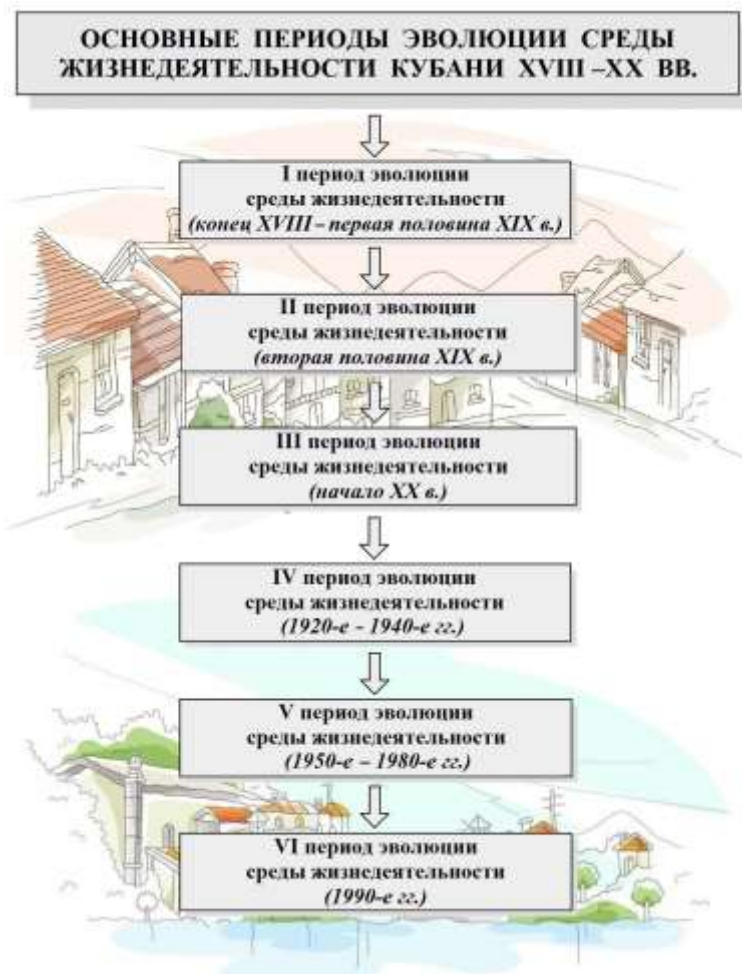 ОСНОВНЫЕ ПЕРИОДЫ ЭВОЛЮЦИИ СРЕДЫ
ЖИЗНЕДЕЯТЕЛЬНОСТИ КУБАНИ XVIII –XX ВВ.
I период эволюции
среды жизнедеятельности
(конец XVIII – первая половина XIX в.)
II период эволюции
среды жизнедеятельности
(вторая половина XIX в.)
III период эволюции
среды жизнедеятельности
(начало XX в.)
IV период эволюции
среды жизнедеятельности
(1920-е – 1940-е гг.)
V период эволюции
среды жизнедеятельности
(1950-е – 1980-е гг.)
VI период эволюции
среды жизнедеятельности
(1990-е гг.)